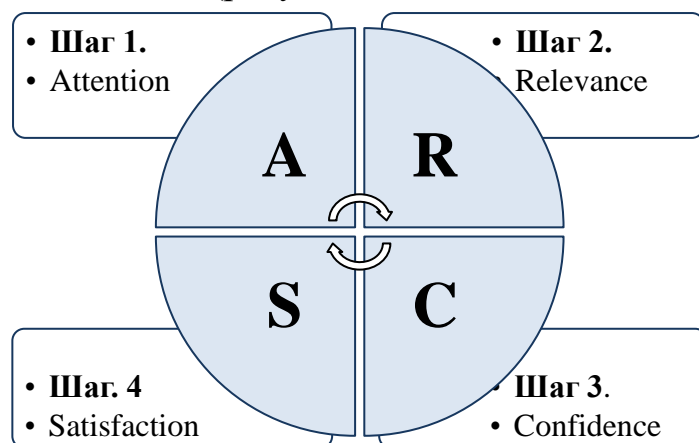 • Шаг 1.
• Attention
• Шаг 2.
• Relevance
A
R
S
C
• Шаг. 4
• Satisfaction
• Шаг 3.
• Confidence